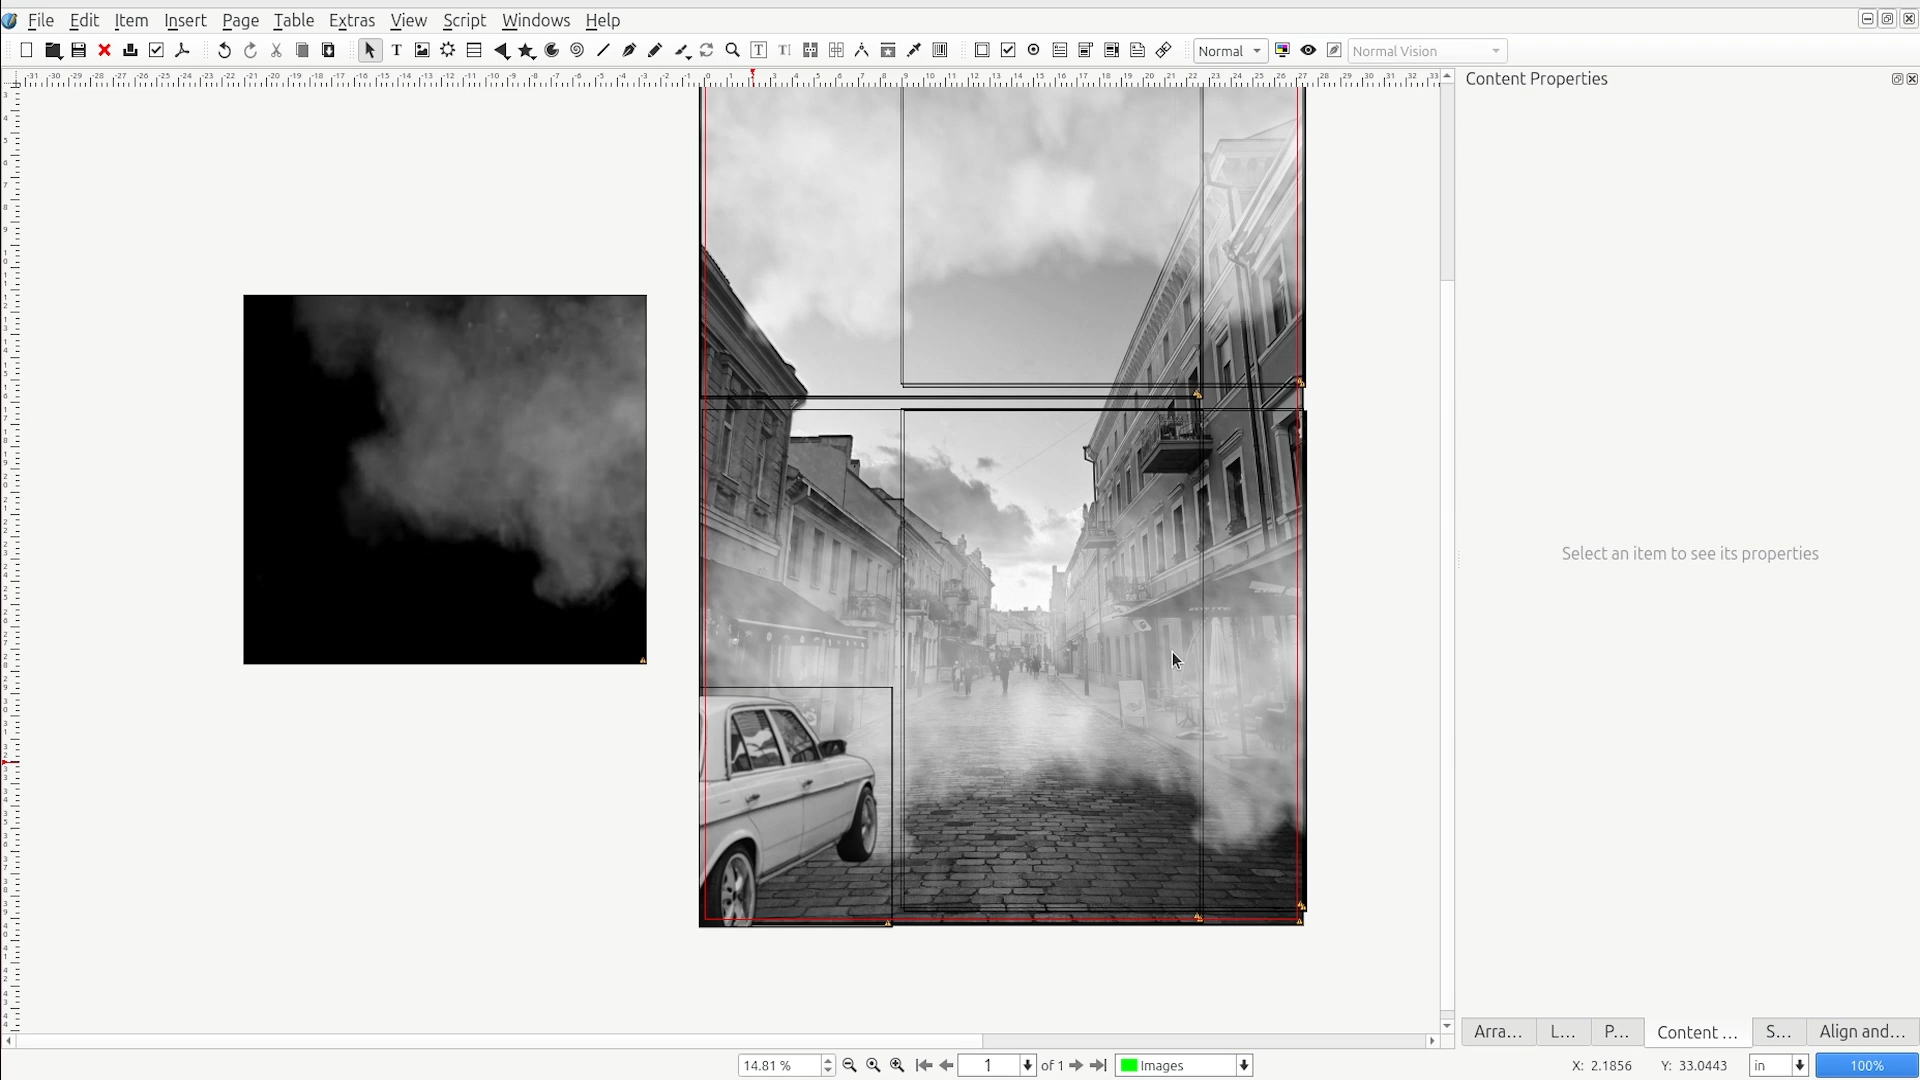 File Edit Item Insert Page Table Extras View Script Windows Help
Normal Normal Vision
Content Properties
Select an item to see its properties
Arra... L... P... Content ... S... Align and...
14.81 % 1 of 1 Images X: 2.1856 Y: 33.0443 in 100%